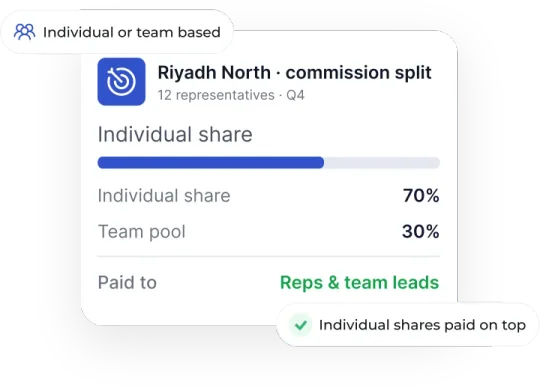 Individual or team based
Riyadh North · commission split
12 representatives · Q4
Individual share
Individual share 70%
Team pool 30%
Paid to Reps & team leads
Individual shares paid on top